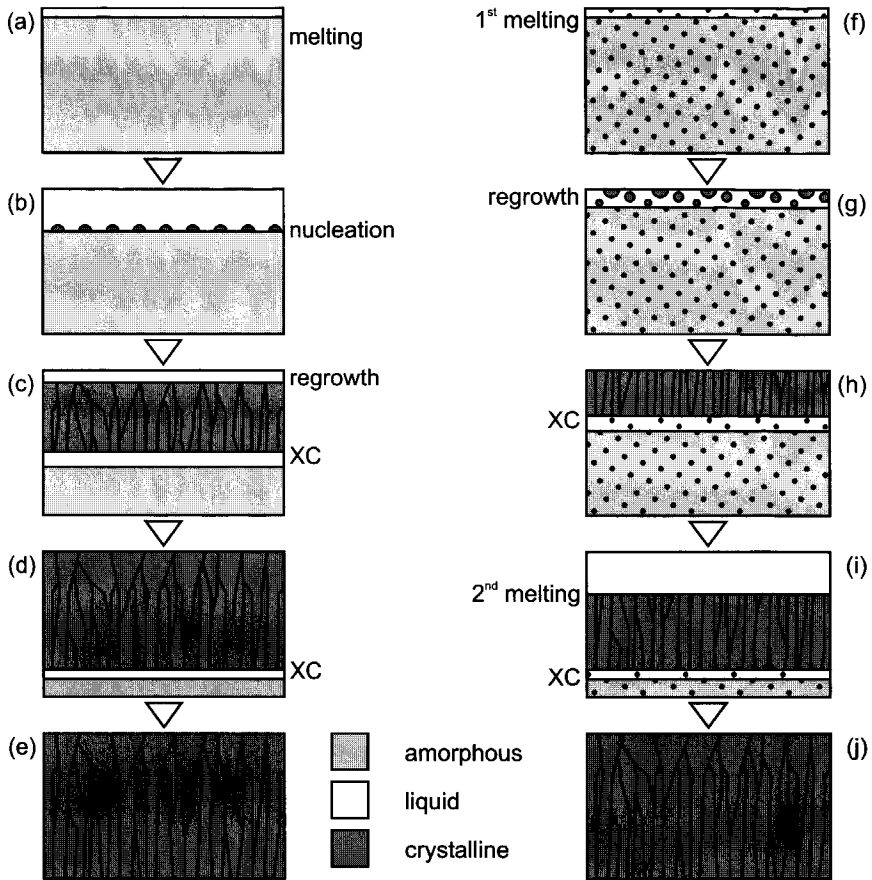 (a)
melting
(b)
nucleation
(c)
regrowth
XC
(d)
XC
(e)
amorphous
liquid
crystalline
1st melting
(f)
regrowth
(g)
(h)
XC
(i)
2nd melting
XC
(j)